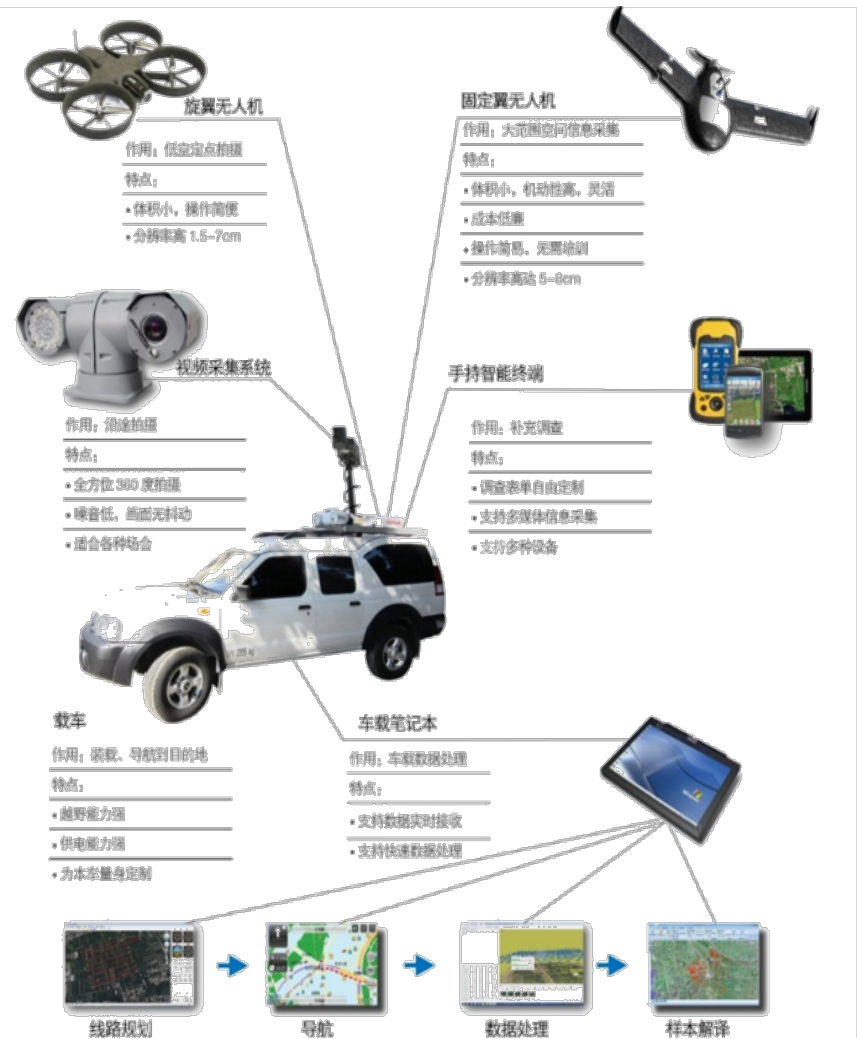 旋翼无人机
作用：低空定点拍摄
特点：
• 体积小，操作简便
• 分辨率高 1.5~7cm
固定翼无人机
作用：大范围空间信息采集
特点：
• 体积小，机动性高，灵活
• 成本低廉
• 操作简易，无需培训
• 分辨率高达 5~8cm
视频采集系统
作用：沿途拍摄
特点：
• 全方位 360 度拍摄
• 噪音低，画面无抖动
• 适合各种场合
手持智能终端
作用：补充调查
特点：
• 调查表单自由定制
• 支持多媒体信息采集
• 支持多种设备
载车
作用：装载、导航到目的地
特点：
• 越野能力强
• 供电能力强
• 为本车量身定制
车载笔记本
作用：车载数据处理
特点：
• 支持数据实时接收
• 支持快速数据处理
线路规划
导航
数据处理
样本解译